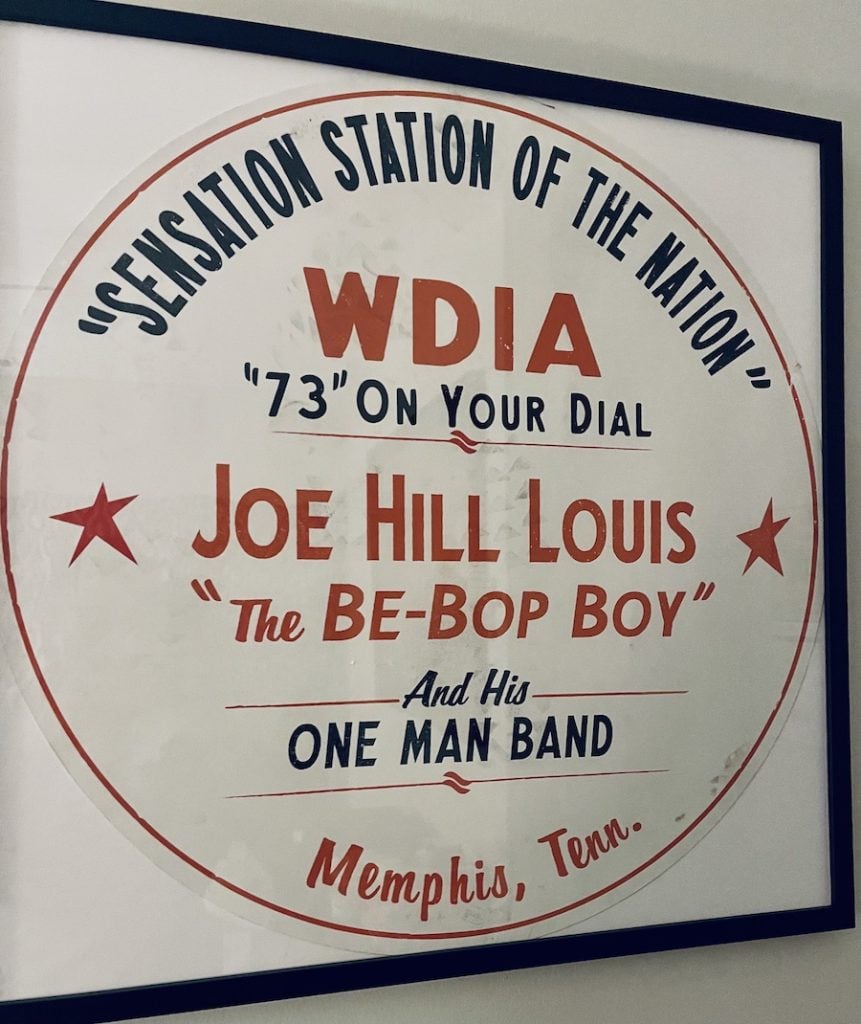 "SENSATION STATION OF THE NATION"
WDIA
"73" ON YOUR DIAL
JOE HILL LOUIS
"The BE-BOP BOY"
And His
ONE MAN BAND
Memphis, Tenn.